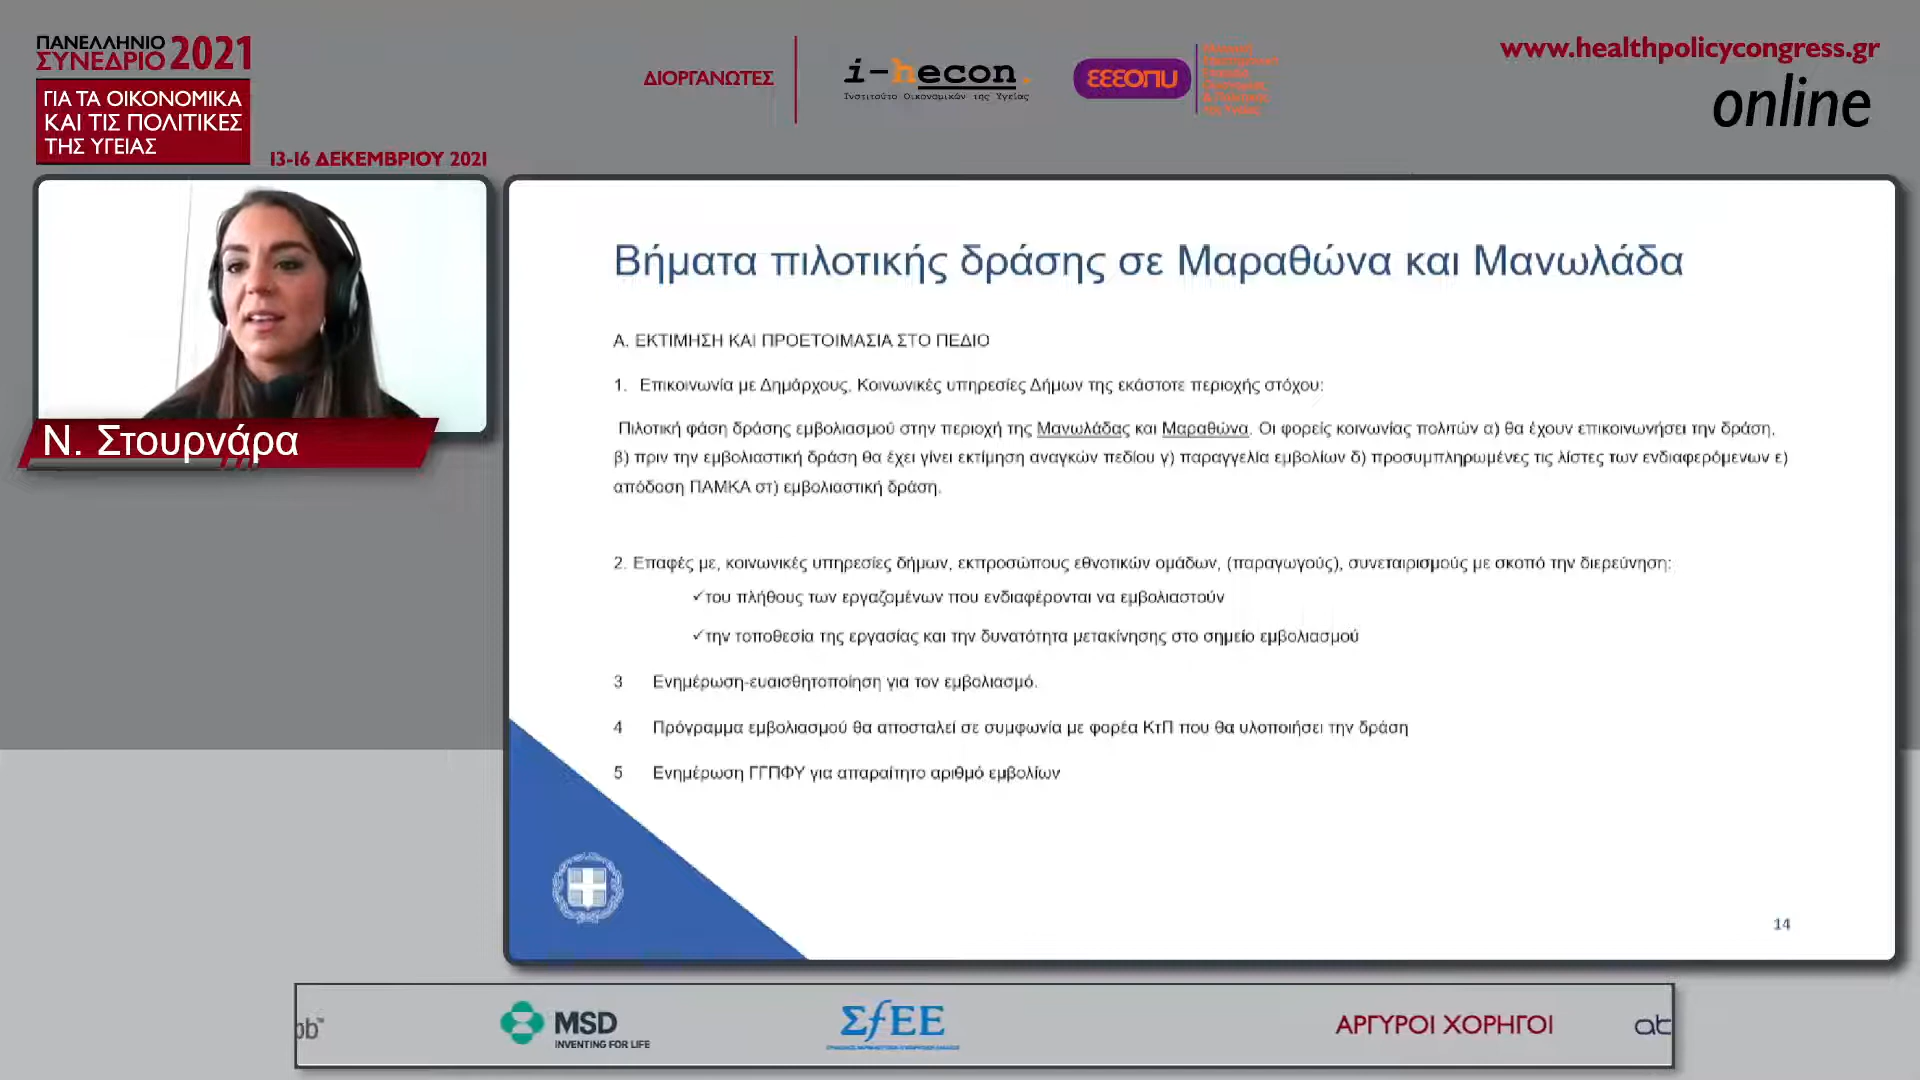 ΠΑΝΕΛΛΗΝΙΟ
ΣΥΝΕΔΡΙΟ 2021
ΓΙΑ ΤΑ ΟΙΚΟΝΟΜΙΚΑ
ΚΑΙ ΤΙΣ ΠΟΛΙΤΙΚΕΣ
ΤΗΣ ΥΓΕΙΑΣ
13-16 ΔΕΚΕΜΒΡΙΟΥ 2021
ΔΙΟΡΓΑΝΩΤΕΣ
i-hecon.
Ινστιτούτο Οικονομικών της Υγείας
ΕΕΕΟΠΥ
www.healthpolicycongress.gr
online
Ν. Στουρνάρα
Βήματα πιλοτικής δράσης σε Μαραθώνα και Μανωλάδα
Α. ΕΚΤΙΜΗΣΗ ΚΑΙ ΠΡΟΕΤΟΙΜΑΣΙΑ ΣΤΟ ΠΕΔΙΟ
1. Επικοινωνία με Δημάρχους, Κοινωνικές υπηρεσίες Δήμων της εκάστοτε περιοχής στόχου:
Πιλοτική φάση δράσης εμβολιασμού στην περιοχή της Μανωλάδας και Μαραθώνα. Οι φορείς κοινωνίας πολιτών α) θα έχουν επικοινωνήσει την δράση,
β) πριν την εμβολιαστική δράση θα έχει γίνει εκτίμηση αναγκών πεδίου γ) παραγγελία εμβολίων δ) προσυμπληρωμένες τις λίστες των ενδιαφερόμενων ε)
απόδοση ΠΑΜΚΑ στ) εμβολιαστική δράση.
2. Επαφές με, κοινωνικές υπηρεσίες δήμων, εκπροσώπους εθνοτικών ομάδων, (παραγωγούς), συνεταιρισμούς με σκοπό την διερεύνηση:
✓του πλήθους των εργαζομένων που ενδιαφέρονται να εμβολιαστούν
✓την τοποθεσία της εργασίας και την δυνατότητα μετακίνησης στο σημείο εμβολιασμού
3 Ενημέρωση-ευαισθητοποίηση για τον εμβολιασμό.
4 Πρόγραμμα εμβολιασμού θα αποσταλεί σε συμφωνία με φορέα ΚτΠ που θα υλοποιήσει την δράση
5 Ενημέρωση ΓΓΠΦΥ για απαραίτητο αριθμό εμβολίων
14
MSD
INVENTING FOR LIFE
ΣfΕΕ
ΑΡΓΥΡΟΙ ΧΟΡΗΓΟΙ